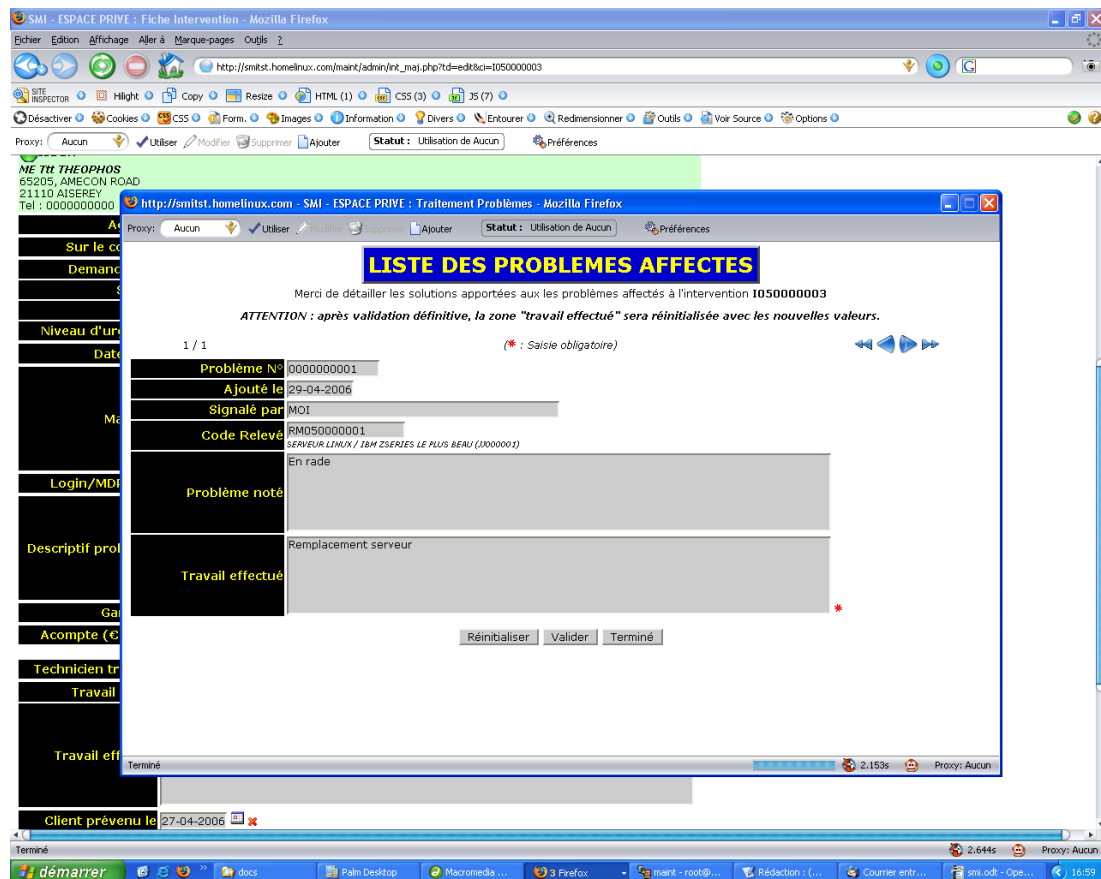 SMI - ESPACE PRIVE : Fiche Intervention - Mozilla Firefox
Fichier Edition Affichage Aller à Marque-pages Outils ?
http://smitst.homelinux.com/maint/admin/int_maj.php?td=edit&ci=I050000003
SITE INSPECTOR Hilight Copy Resize HTML (1) CSS (3) JS (7)
Désactiver Cookies CSS Form. Images Information Divers Entourer Redimensionner Outils Voir Source Options
Proxy: Aucun Utiliser Modifier Supprimer Ajouter Statut : Utilisation de Aucun Préférences
ME Ttt THEOPHOS
65205, AMECON ROAD
21110 AISEREY
Tel : 0000000000
http://smitst.homelinux.com - SMI - ESPACE PRIVE : Traitement Problèmes - Mozilla Firefox
Proxy: Aucun Utiliser Modifier Supprimer Ajouter Statut : Utilisation de Aucun Préférences
LISTE DES PROBLEMES AFFECTES
Merci de détailler les solutions apportées aux les problèmes affectés à l'intervention I050000003
ATTENTION : après validation définitive, la zone "travail effectué" sera réinitialisée avec les nouvelles valeurs.
1 / 1 (* : Saisie obligatoire)
Problème N° 0000000001
Ajouté le 29-04-2006
Signalé par MOI
Code Relevé RM050000001
SERVEUR LINUX / IBM ZSERIES LE PLUS BEAU (JJ000001)
Problème noté En rade
Travail effectué Remplacement serveur *
Réinitialiser Valider Terminé
Terminé 2.153s Proxy: Aucun
Sur le co
Demand
Niveau d'ur
Date
Ma
Login/MDP
Descriptif prob
Gar
Acompte (€
Technicien tr
Travail
Travail eff
Client prévenu le 27-04-2006
Terminé 2.644s Proxy: Aucun
démarrer docs Palm Desktop Macromedia ... 3 Firefox maint - root@... Rédaction : (... Courrier entr... smi.odt - Ope... 16:59